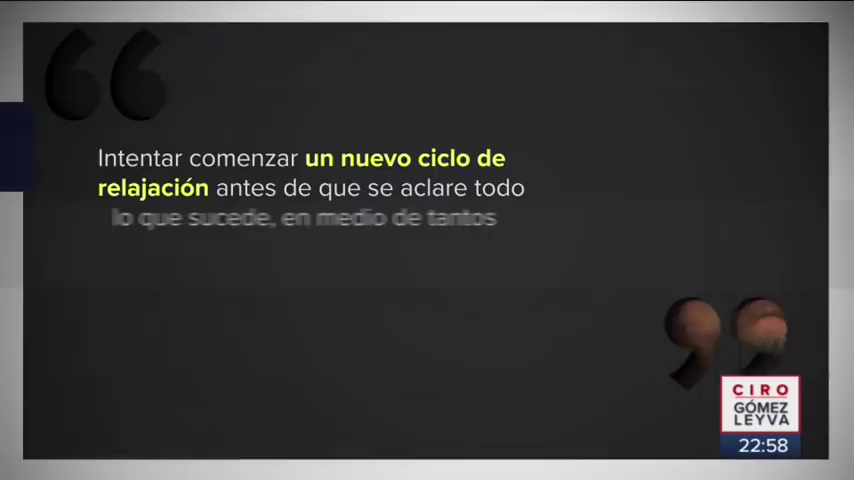 Intentar comenzar un nuevo ciclo de
relajación antes de que se aclare todo
lo que sucede, en medio de tantos
CIRO
GÓMEZ
LEYVA
22:58